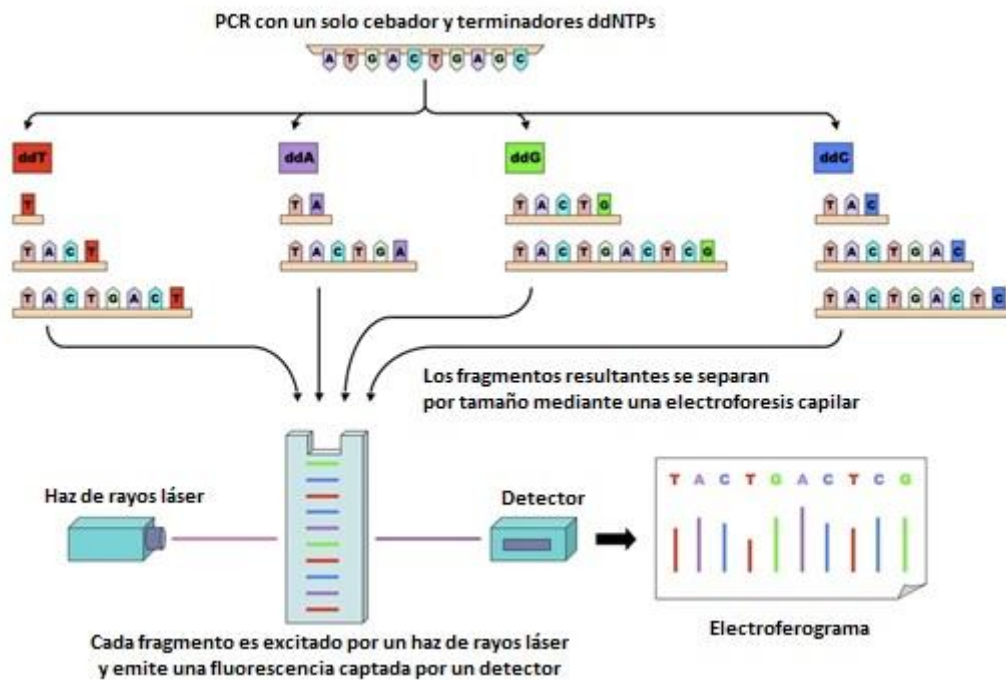 PCR con un solo cebador y terminadores ddNTPs
A T G A C T G A G C
ddT ddA ddG ddC
T
T A
T A C T G
T A C
T A C T
T A C T G A
T A C T G A C T C G
T A C T G A C
T A C T G A C T
T A C T G A C T C
Los fragmentos resultantes se separan
por tamaño mediante una electroforesis capilar
Haz de rayos láser
Detector
T A C T G A C T C G
Electroferograma
Cada fragmento es excitado por un haz de rayos láser
y emite una fluorescencia captada por un detector